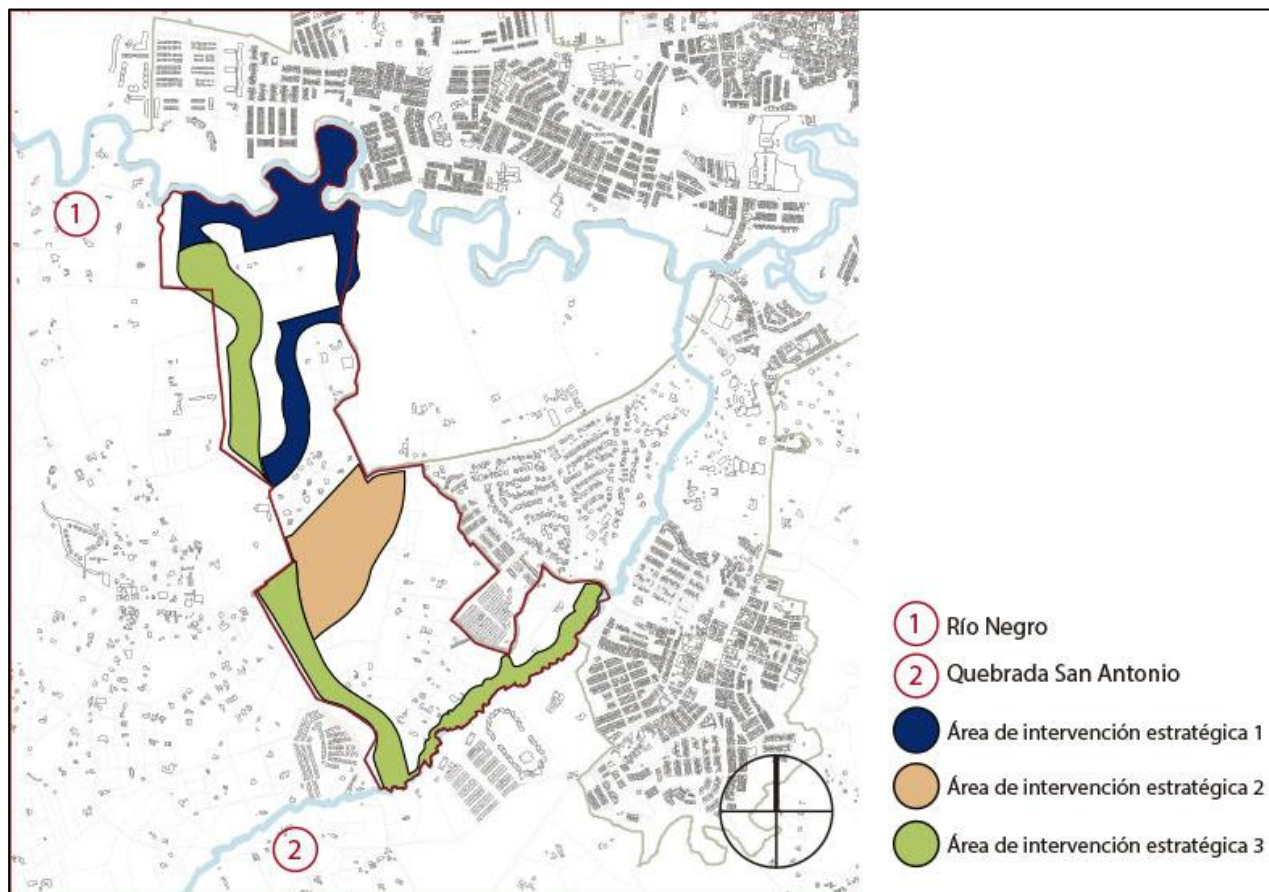 1
2
1 Río Negro
2 Quebrada San Antonio
Área de intervención estratégica 1
Área de intervención estratégica 2
Área de intervención estratégica 3